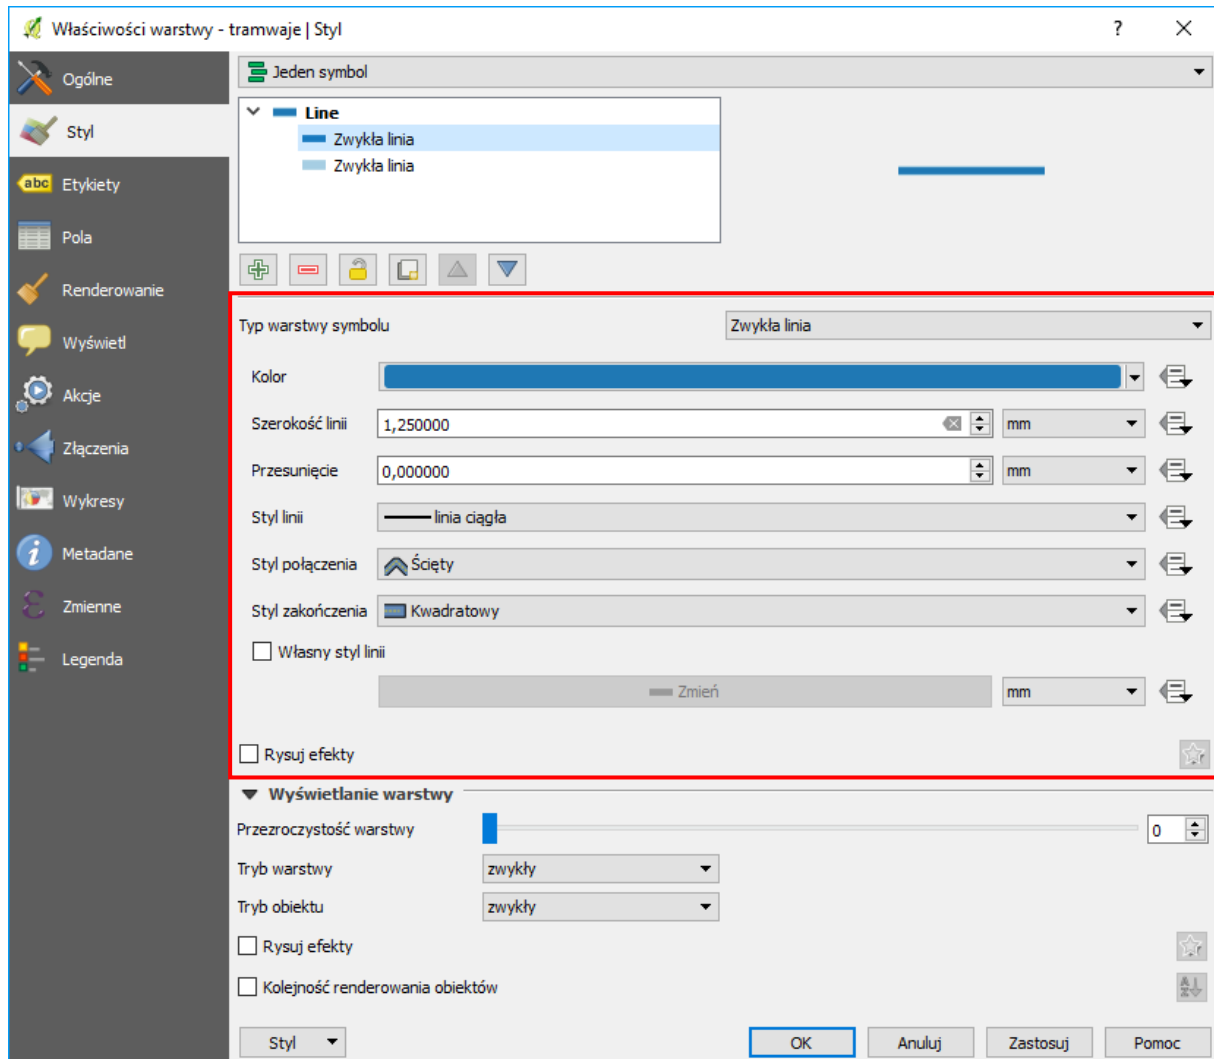 Właściwości warstwy - tramwaje | Styl
?
Ogólne
Styl
abc Etykiety
Pola
Renderowanie
Wyświetl
Akcje
Złączenia
Wykresy
i Metadane
Ɛ Zmienne
Legenda
Jeden symbol
Line
Zwykła linia
Zwykła linia
Typ warstwy symbolu Zwykła linia
Kolor
Szerokość linii 1,250000 mm
Przesunięcie 0,000000 mm
Styl linii linia ciągła
Styl połączenia Ścięty
Styl zakończenia Kwadratowy
Własny styl linii
Zmień mm
Rysuj efekty
Wyświetlanie warstwy
Przezroczystość warstwy 0
Tryb warstwy zwykły
Tryb obiektu zwykły
Rysuj efekty
Kolejność renderowania obiektów
A
Z
Styl OK Anuluj Zastosuj Pomoc